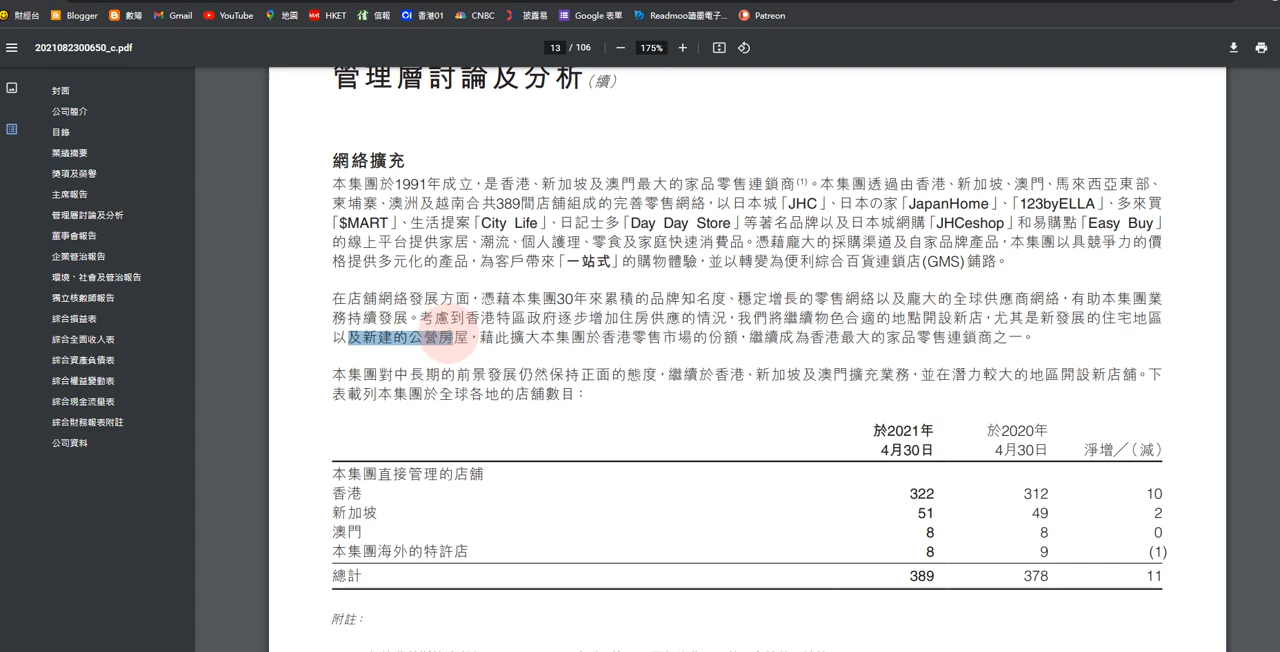 財經台 Blogger 數簿 Gmail YouTube 地圖 HKET 信報 香港01 CNBC 披露易 Google 表單 Readmoo讀墨電子... Patreon
2021082300650_c.pdf 13 / 106 175%
封面
公司簡介
目錄
業績摘要
獎項及榮譽
主席報告
管理層討論及分析
董事會報告
企業管治報告
環境、社會及管治報告
獨立核數師報告
綜合損益表
綜合全面收入表
綜合資產負債表
綜合權益變動表
綜合現金流量表
綜合財務報表附註
公司資料
管理層討論及分析(續)
網絡擴充
本集團於1991年成立，是香港、新加坡及澳門最大的家品零售連鎖商(1)。本集團透過由香港、新加坡、澳門、馬來西亞東部、
柬埔寨、澳洲及越南合共389間店舖組成的完善零售網絡，以日本城「JHC」、日本の家「JapanHome」、「123byELLA」、多來買
「$MART」、生活提案「City Life」、日記士多「Day Day Store」等著名品牌以及日本城網購「JHCeshop」和易購點「Easy Buy」
的線上平台提供家居、潮流、個人護理、零食及家庭快速消費品。憑藉龐大的採購渠道及自家品牌產品，本集團以具競爭力的價
格提供多元化的產品，為客戶帶來「一站式」的購物體驗，並以轉變為便利綜合百貨連鎖店(GMS)鋪路。
在店舖網絡發展方面，憑藉本集團30年來累積的品牌知名度、穩定增長的零售網絡以及龐大的全球供應商網絡，有助本集團業
務持續發展。考慮到香港特區政府逐步增加住房供應的情況，我們將繼續物色合適的地點開設新店，尤其是新發展的住宅地區
以及新建的公營房屋，藉此擴大本集團於香港零售市場的份額，繼續成為香港最大的家品零售連鎖商之一。
本集團對中長期的前景發展仍然保持正面的態度，繼續於香港、新加坡及澳門擴充業務，並在潛力較大的地區開設新店舖。下
表載列本集團於全球各地的店舖數目：
於2021年 於2020年
4月30日 4月30日 淨增／(減)
本集團直接管理的店舖
香港 322 312 10
新加坡 51 49 2
澳門 8 8 0
本集團海外的特許店 8 9 (1)
總計 389 378 11
附註：